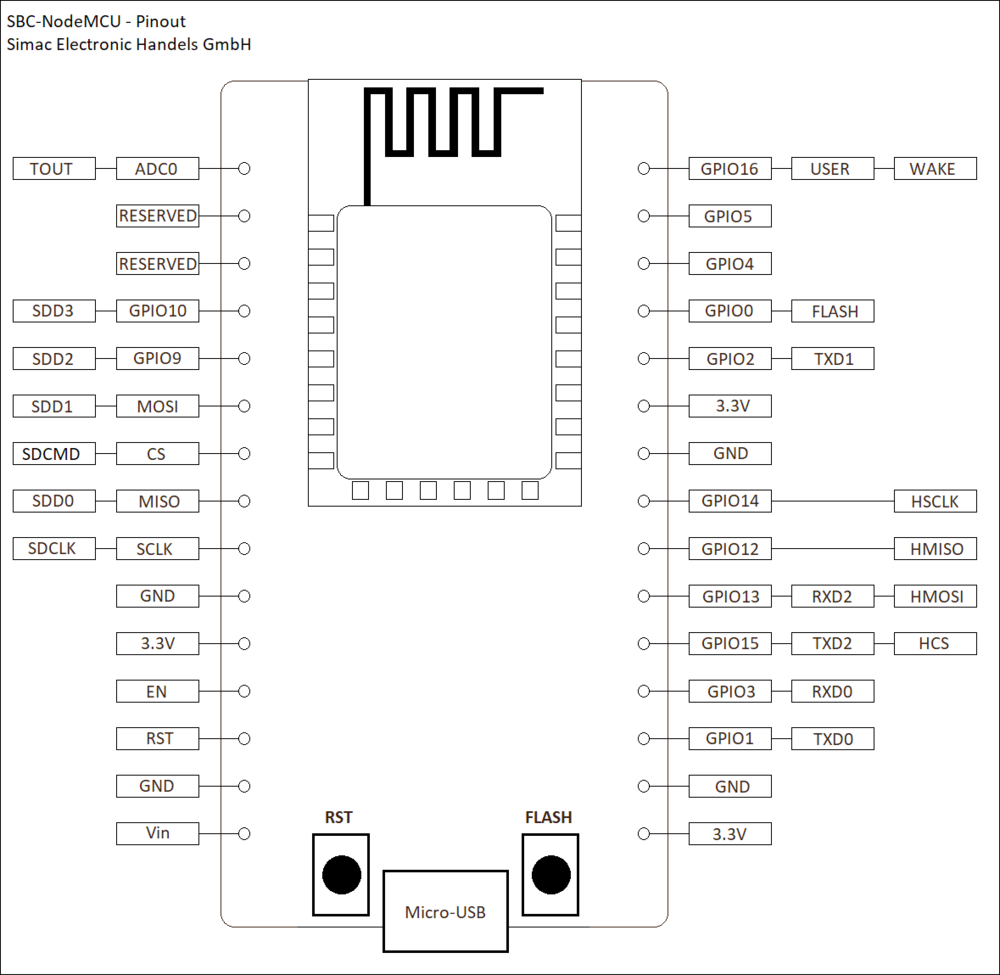 SBC-NodeMCU - Pinout
Simac Electronic Handels GmbH
TOUT ADC0 GPIO16 USER WAKE
RESERVED GPIO5
RESERVED GPIO4
SDD3 GPIO10 GPIO0 FLASH
SDD2 GPIO9 GPIO2 TXD1
SDD1 MOSI 3.3V
SDCMD CS GND
SDD0 MISO GPIO14 HSCLK
SDCLK SCLK GPIO12 HMISO
GND GPIO13 RXD2 HMOSI
3.3V GPIO15 TXD2 HCS
EN GPIO3 RXD0
RST GPIO1 TXD0
GND GND
RST FLASH
Vin 3.3V
Micro-USB